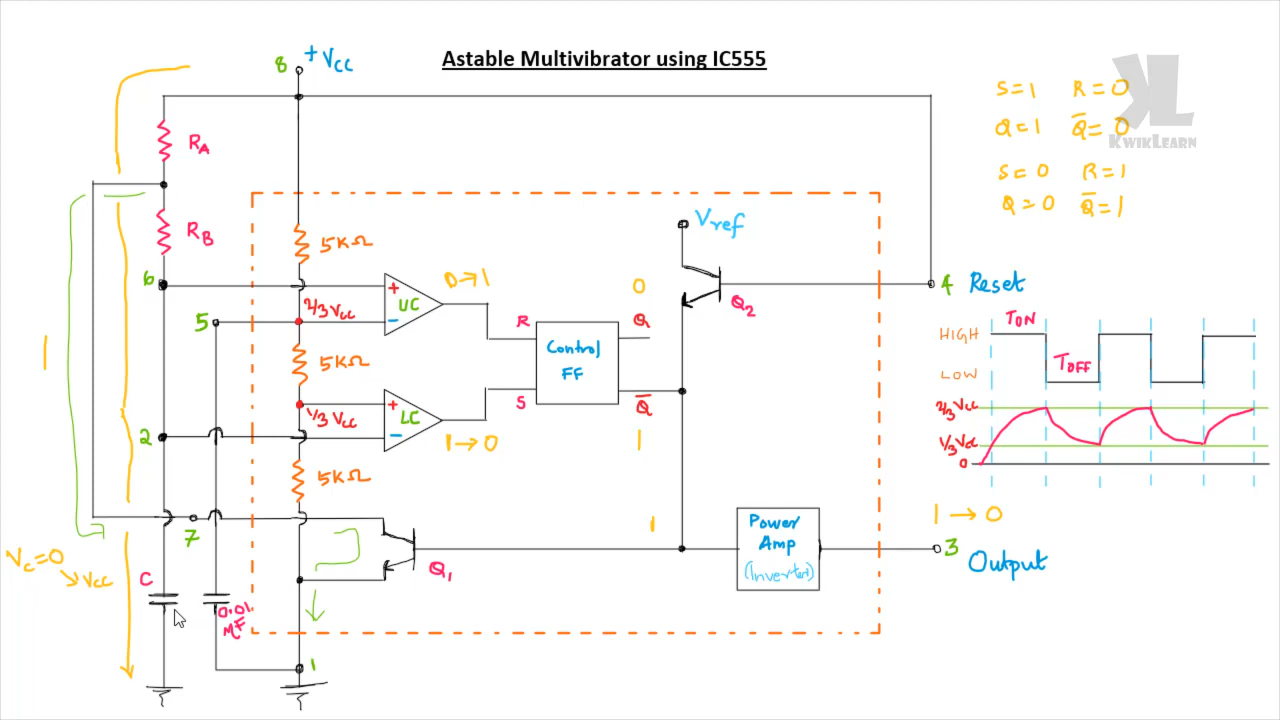 Astable Multivibrator using IC555
8 +Vcc
S=1 R=0
Q=1 Q̅=0
KWIKLEARN
S=0 R=1
Q=0 Q̅=1
RA
RB
5KΩ
Vref
6
0→1
0
4 Reset
+
UC
-
Q2
2/3 Vcc
5
R
Q
TON
HIGH
1
5KΩ
Control
FF
TOFF
LOW
+
LC
-
1/3 Vcc
S
Q̅
2/3 Vcc
2
1→0
1
1/3 Vcc
0
5KΩ
7
1
Power
Amp
(Inverter)
1→0
3
Output
Vc=0
↘Vcc
C
Q1
0.01
MF
1